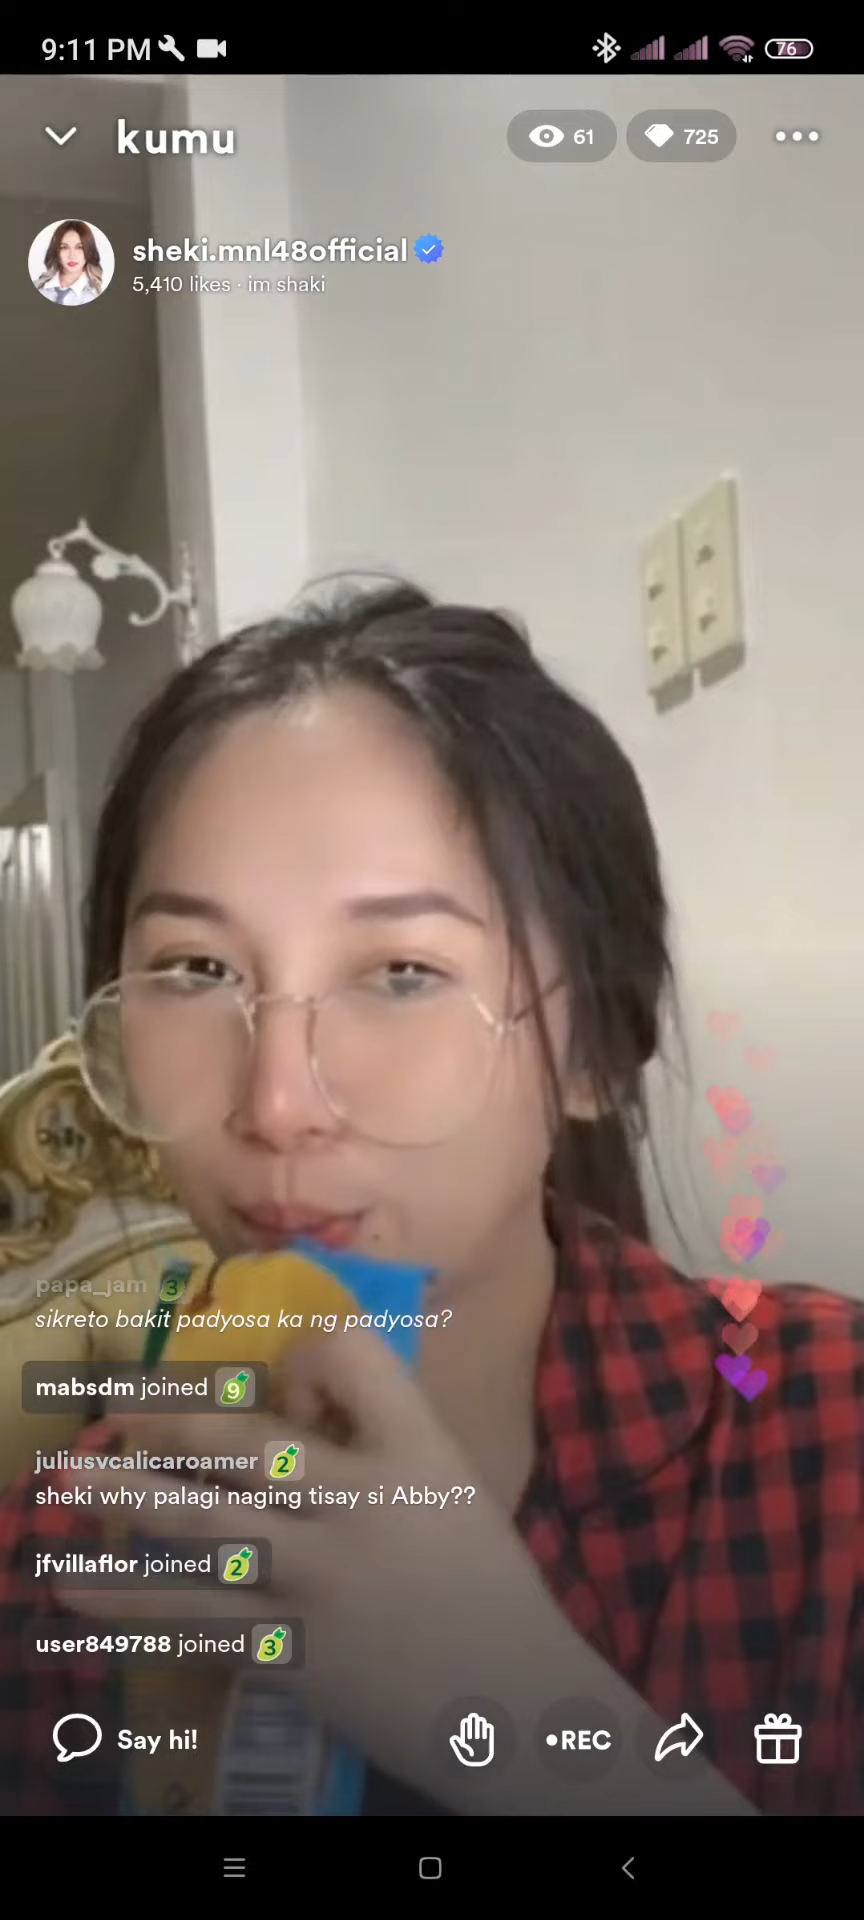 9:11 PM
76
kumu
61
725
sheki.mnl48official
5,410 likes · im shaki
papa_jam 3
sikreto bakit padyosa ka ng padyosa?
mabsdm joined 9
juliusvcalicaroamer 2
sheki why palagi naging tisay si Abby??
jfvillaflor joined 2
user849788 joined 3
Say hi!
•REC